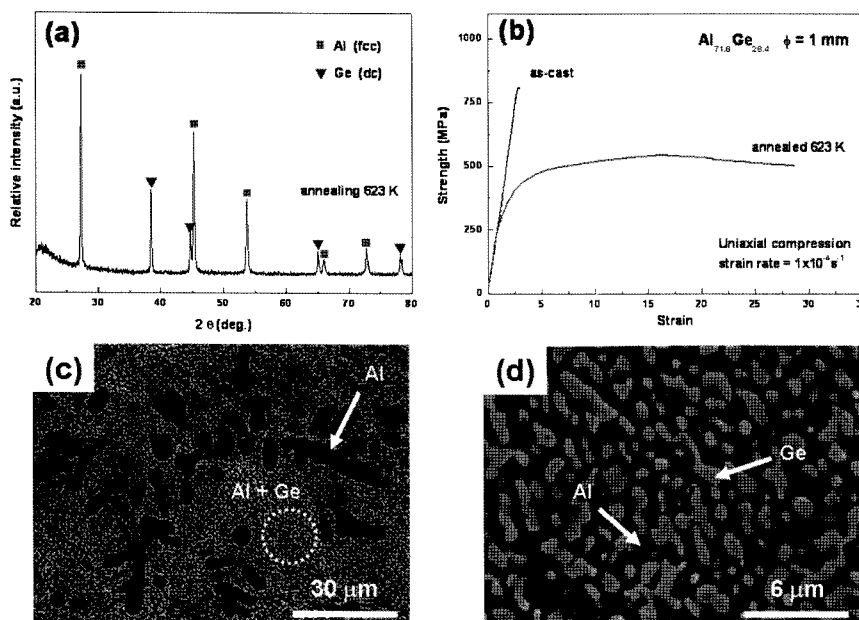 (a)
Al (fcc)
Ge (dc)
annealing 623 K
Relative intensity (a.u.)
20 30 40 50 60 70 80
2 θ (deg.)
(b)
Al71.6Ge28.4 ϕ = 1 mm
as-cast
annealed 623 K
Uniaxial compression
strain rate = 1x10-4s-1
Strength (MPa)
1000
750
500
250
0
0 5 10 15 20 25 30
Strain
(c)
Al
Al + Ge
30 μm
(d)
Ge
Al
6 μm